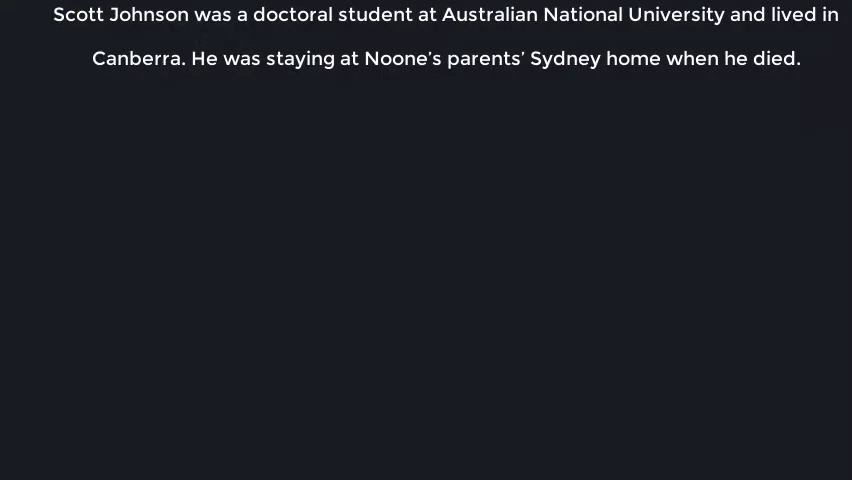 Scott Johnson was a doctoral student at Australian National University and lived in
Canberra. He was staying at Noone’s parents’ Sydney home when he died.